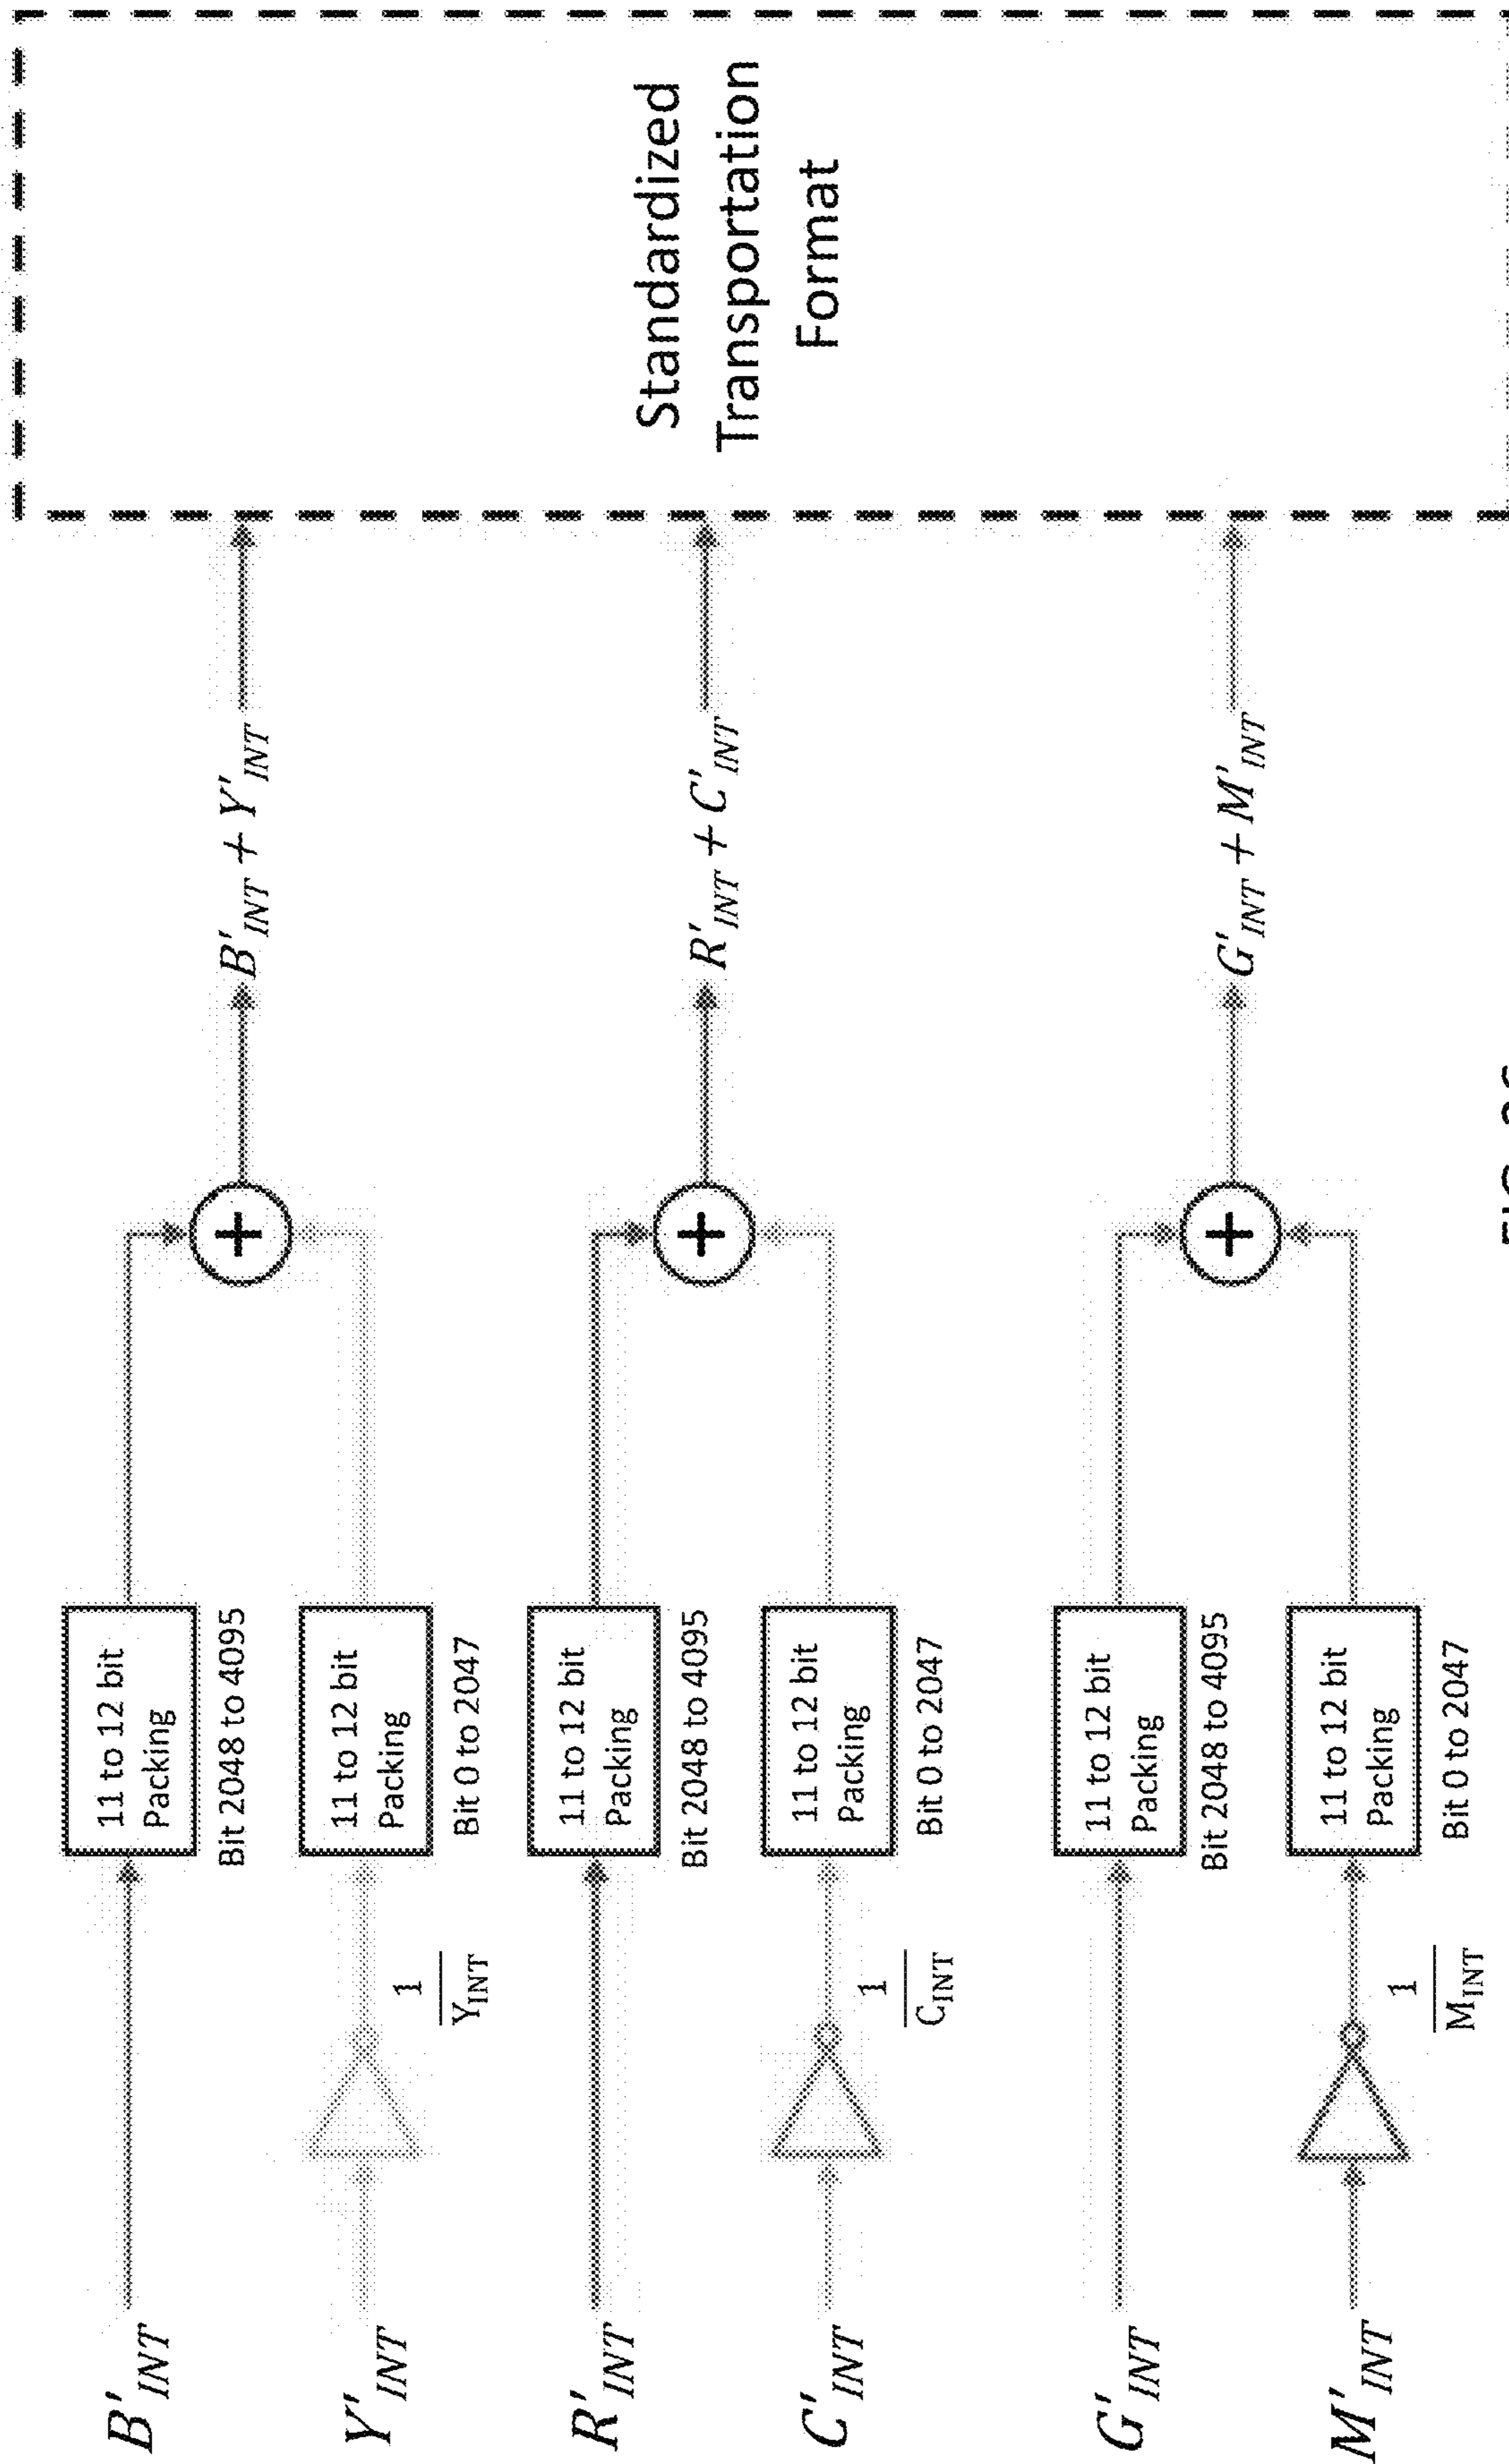 B'INT
11 to 12 bit
Packing
Bit 2048 to 4095
+
B'INT + Y'INT
Y'INT
1
YINT
11 to 12 bit
Packing
Bit 0 to 2047
R'INT
11 to 12 bit
Packing
Bit 2048 to 4095
+
R'INT + C'INT
C'INT
1
CINT
11 to 12 bit
Packing
Bit 0 to 2047
G'INT
11 to 12 bit
Packing
Bit 2048 to 4095
+
G'INT + M'INT
M'INT
1
MINT
11 to 12 bit
Packing
Bit 0 to 2047
Standardized
Transportation
Format